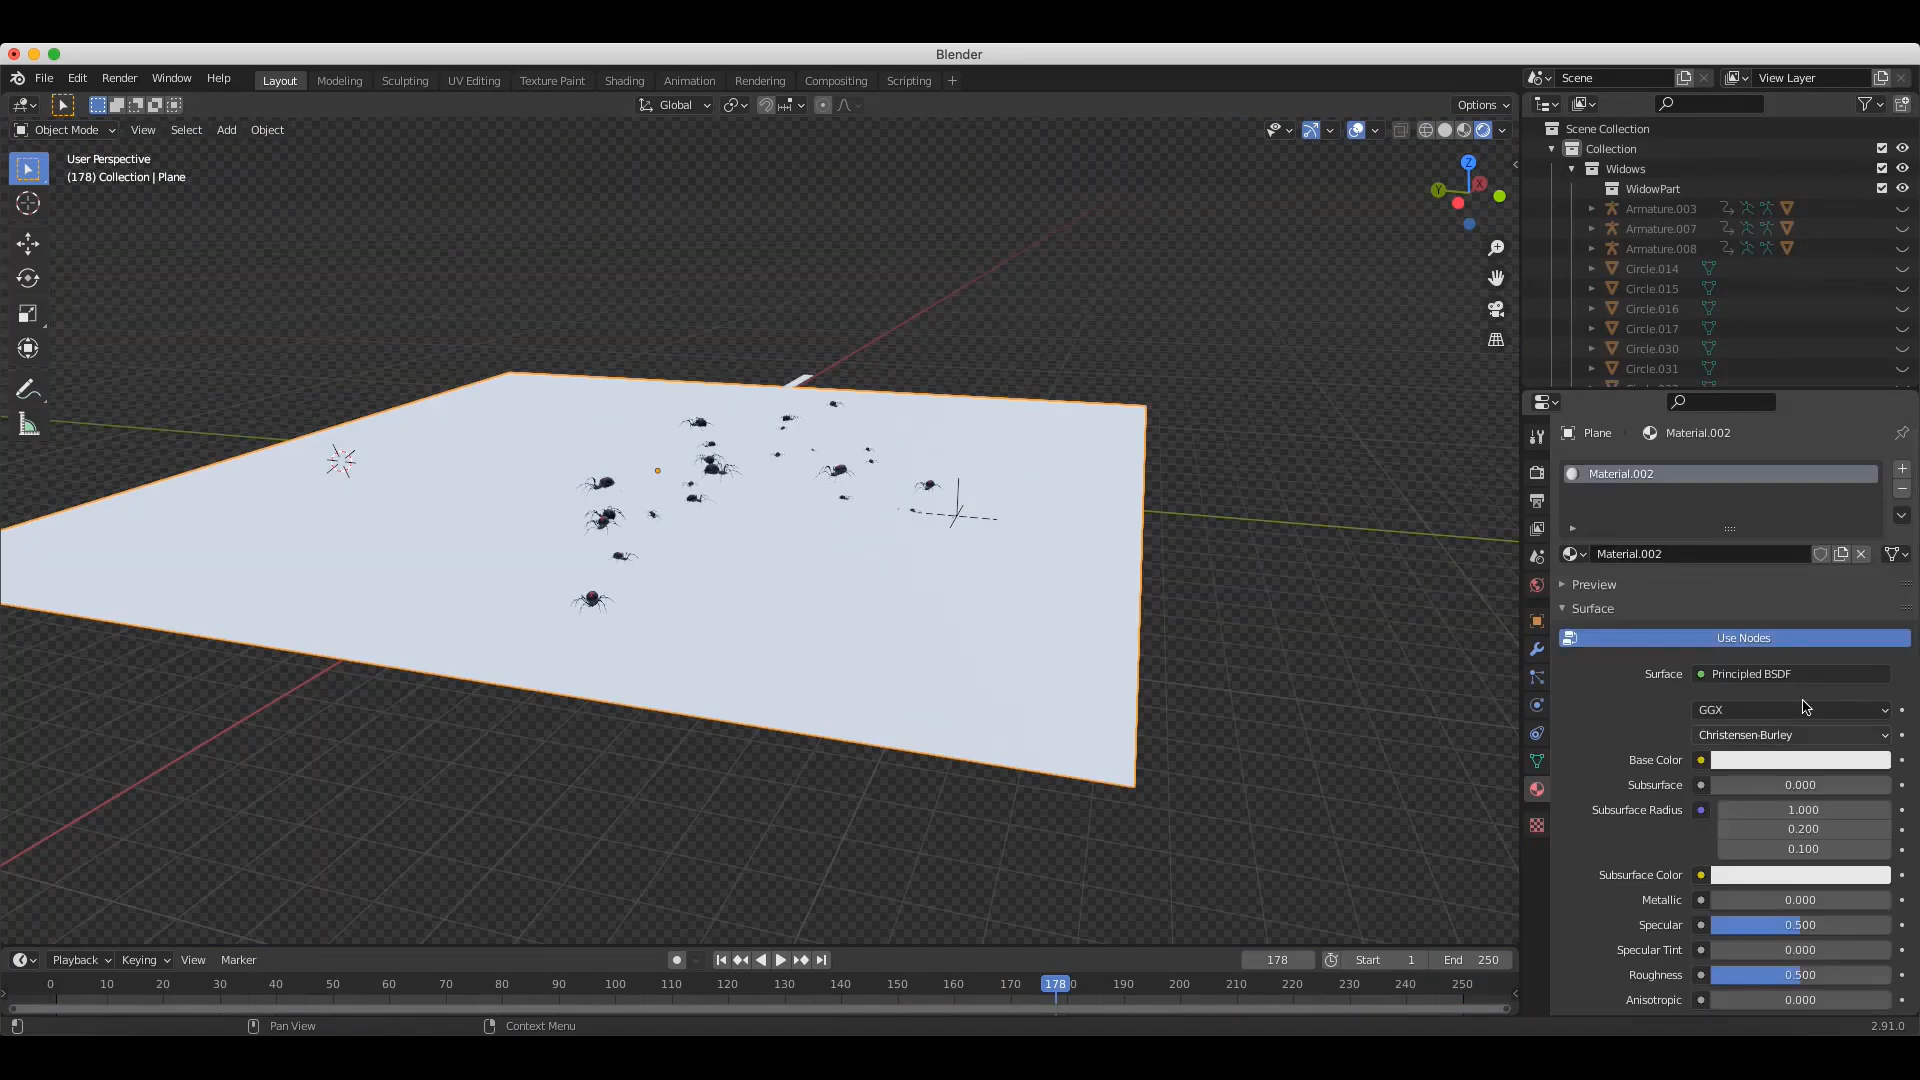 Blender
File Edit Render Window Help
Layout Modeling Sculpting UV Editing Texture Paint Shading Animation Rendering Compositing Scripting +
Scene
View Layer
Global
Options
Object Mode View Select Add Object
User Perspective
(178) Collection | Plane
Z
Y
X
Scene Collection
Collection
Widows
WidowPart
Armature.003
Armature.007
Armature.008
Circle.014
Circle.015
Circle.016
Circle.017
Circle.030
Circle.031
Plane Material.002
Material.002
Material.002
Preview
Surface
Use Nodes
Surface Principled BSDF
GGX
Christensen-Burley
Base Color
Subsurface 0.000
Subsurface Radius 1.000
0.200
0.100
Subsurface Color
Metallic 0.000
Specular 0.500
Specular Tint 0.000
Roughness 0.500
Anisotropic 0.000
Playback Keying View Marker
178 Start 1 End 250
0 10 20 30 40 50 60 70 80 90 100 110 120 130 140 150 160 170 178 190 200 210 220 230 240 250
Pan View Context Menu
2.91.0